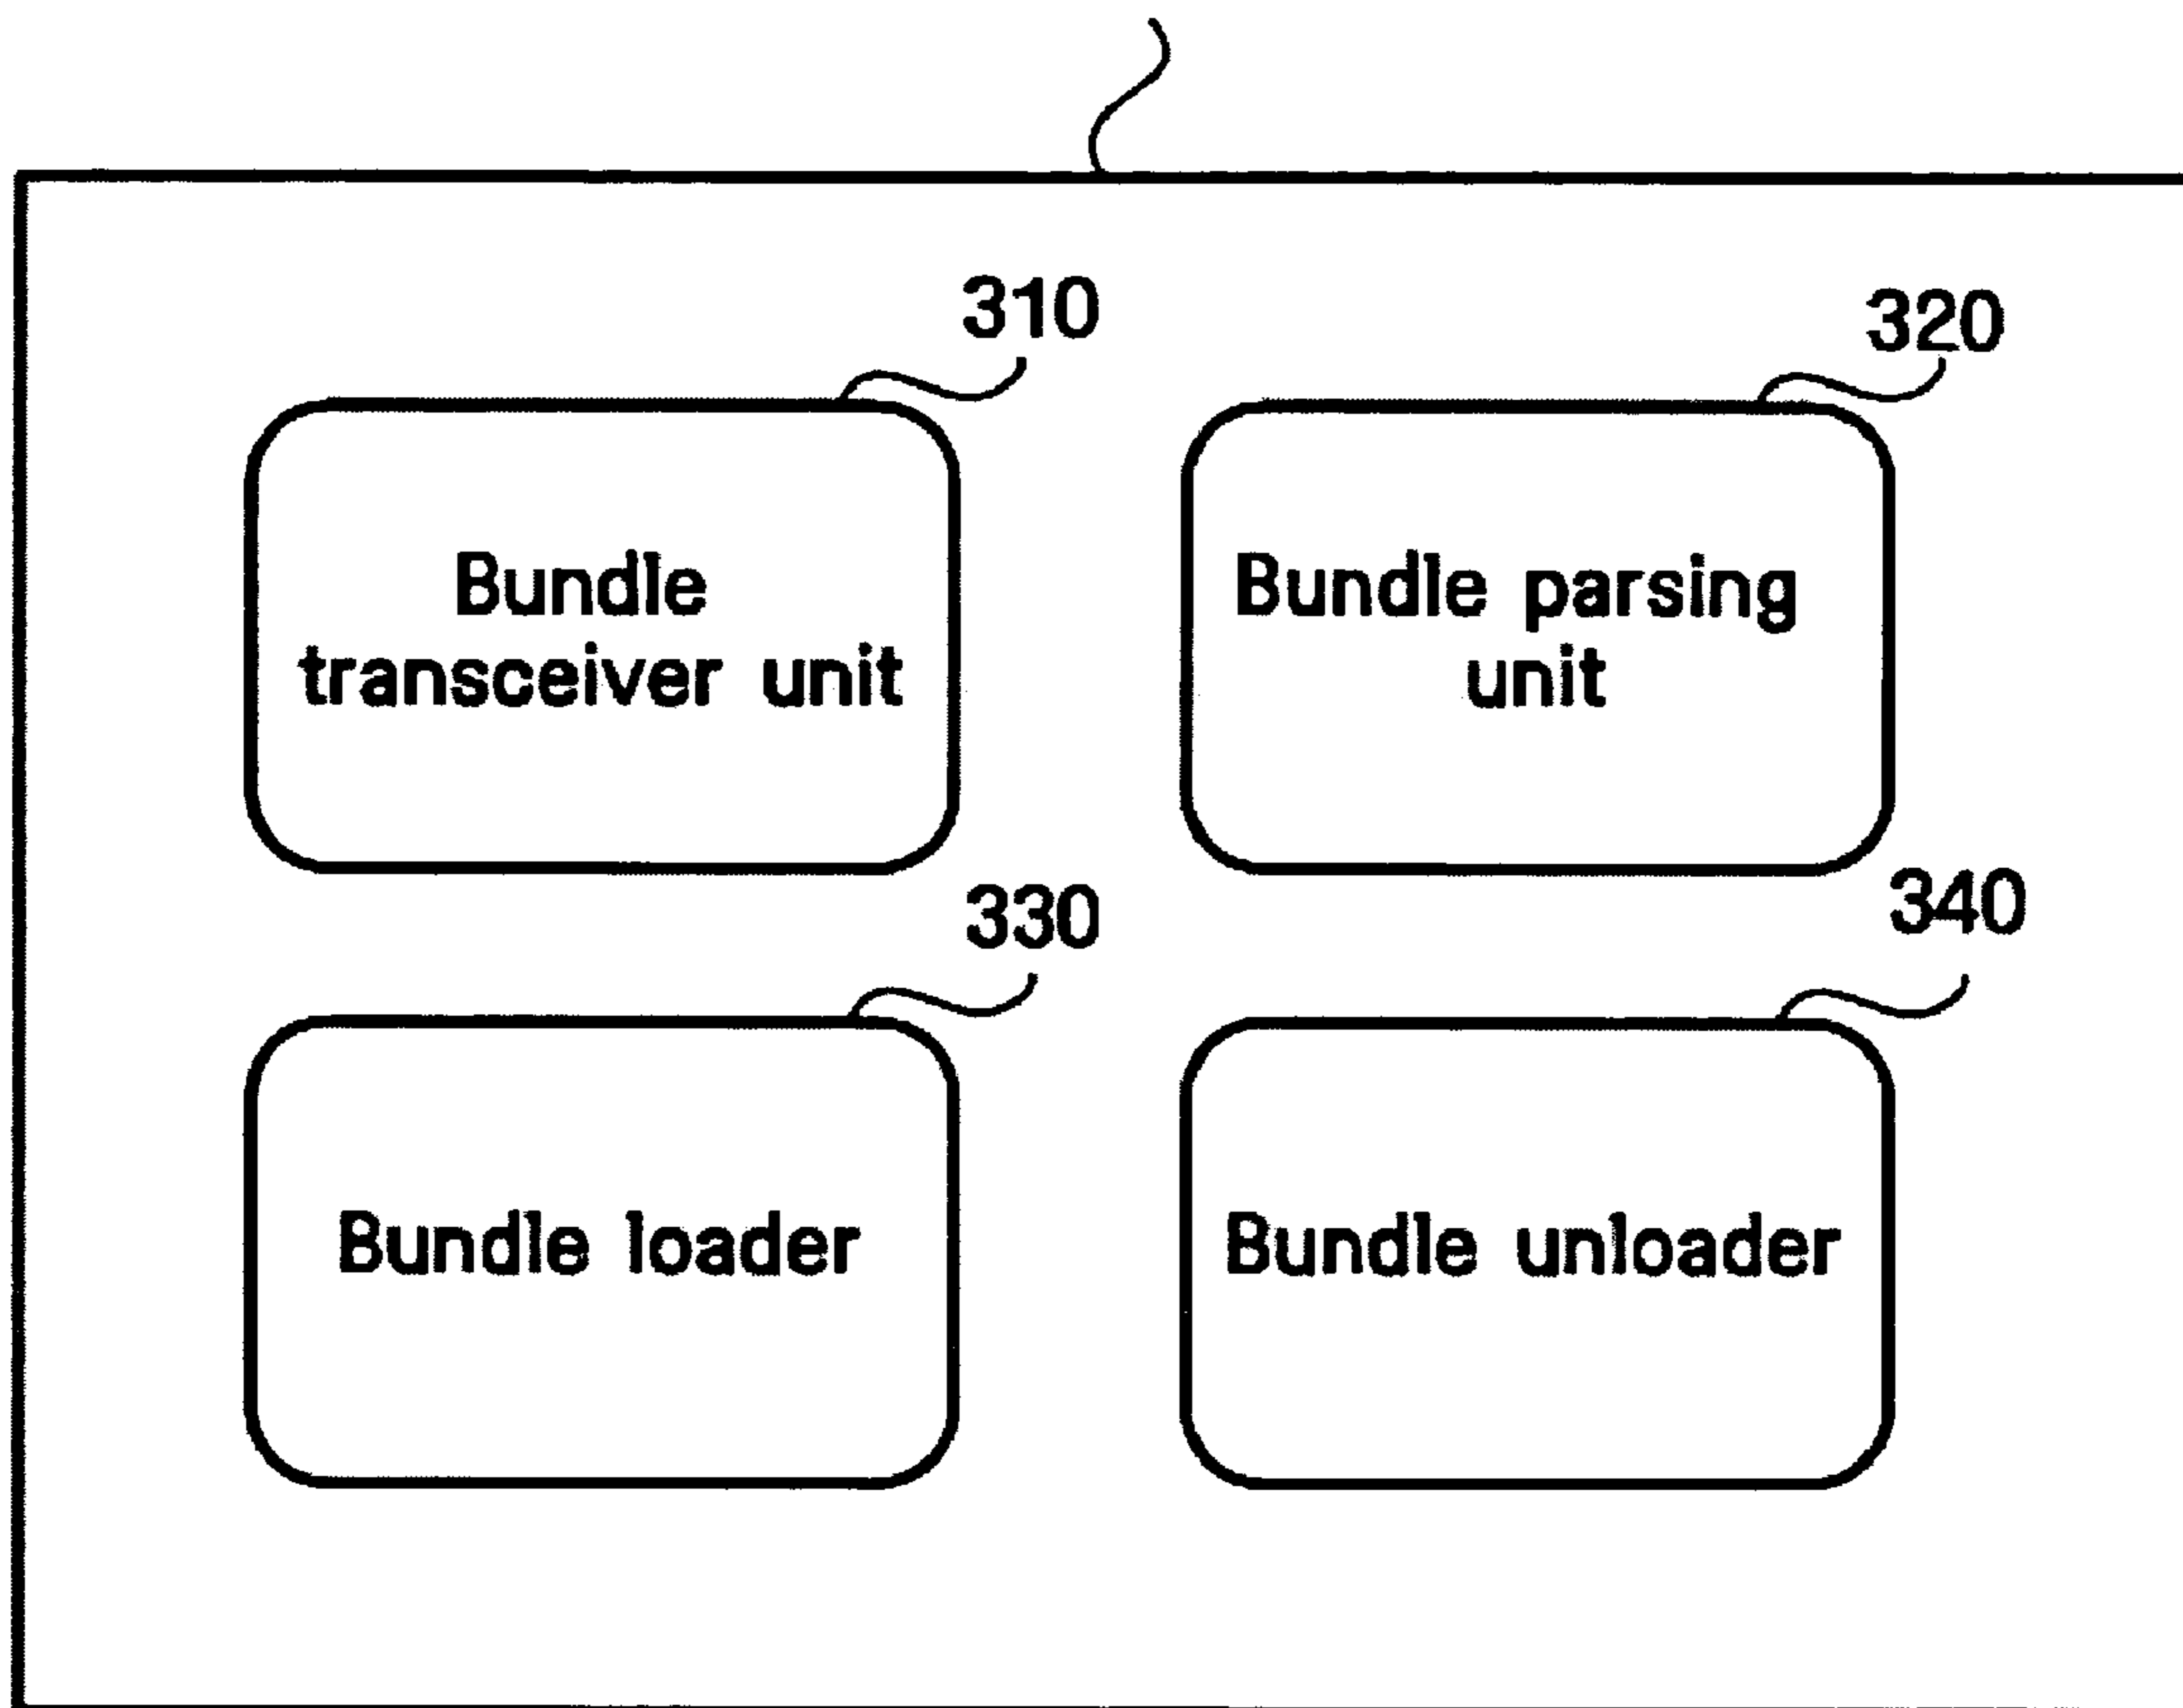 310
320
Bundle
transceiver unit
Bundle parsing
unit
330
340
Bundle loader
Bundle unloader